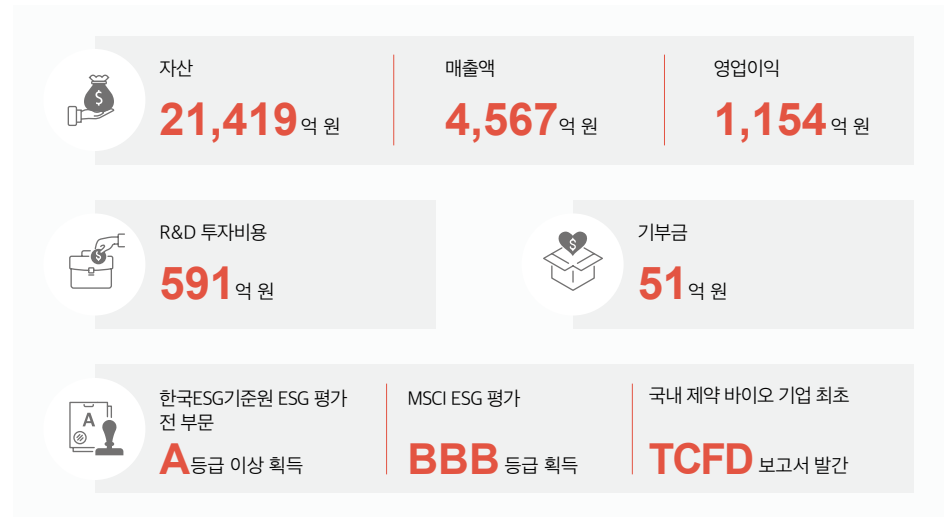 자산
21,419억 원
매출액
4,567억 원
영업이익
1,154억 원
R&D 투자비용
591억 원
기부금
51억 원
한국ESG기준원 ESG 평가
전 부문
A등급 이상 획득
MSCI ESG 평가
BBB 등급 획득
국내 제약 바이오 기업 최초
TCFD 보고서 발간
$
$
$
A